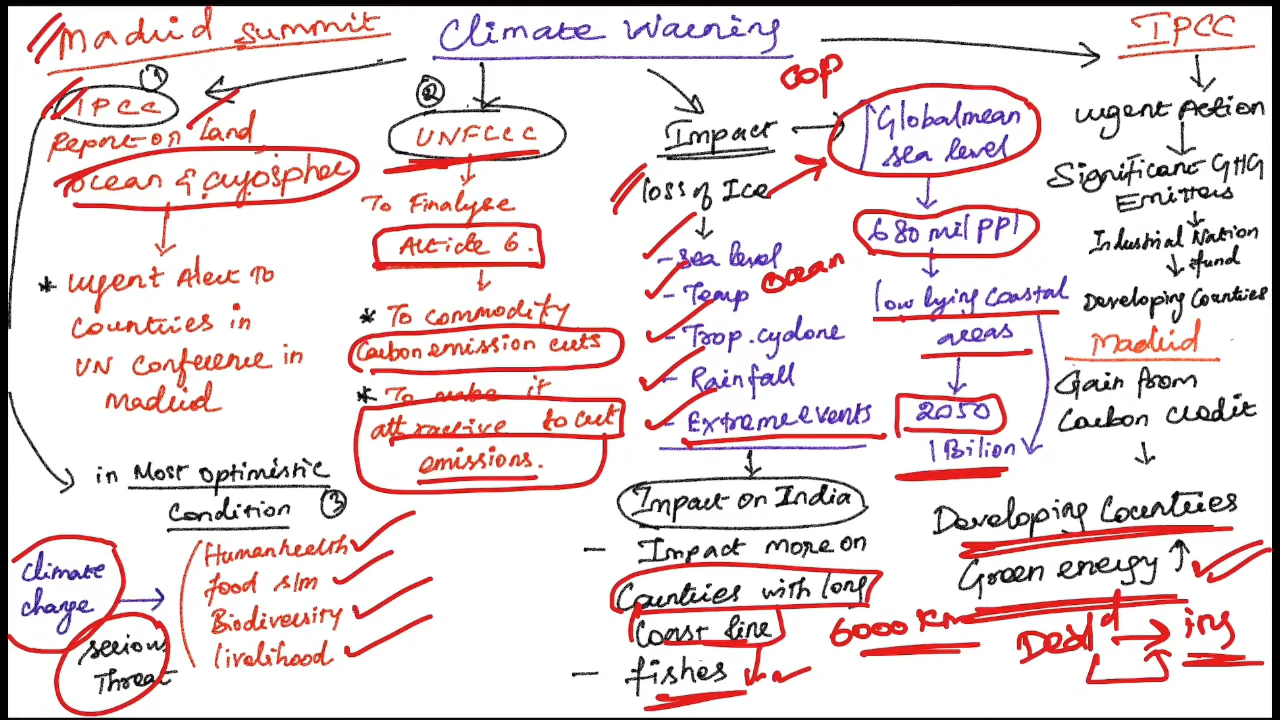 Madrid Summit
Climate Warning
IPCC
①
IPCC
Report on Land
Ocean & cryosphee
* Urgent Alert To
Countries in
UN Conference in
Madrid
in Most optimistic
Condition ③
Climate
change
serious
Threat
Human health
food s/m
Biodiversity
livelihood
②
UNFCCC
To Finalyse
Article 6.
* To commodity
Carbon emission cuts
* To make it
attractive to cut
emissions.
Impact
loss of Ice
- Sea level
- Temp Ocean
- Trop. cyclone
- Rainfall
- Extreme events
Impact on India
- Impact more on
Countries with long
Coast line 6000 Km
- fishes
COP
Global mean
sea level
680 mil ppl
low lying Coastal
areas
2050
1 Bilion
Urgent Action
Significant GHG
Emitters
Industrial Nation
fund
Developing Countries
Madrid
Gain from
Carbon Credit
Developing Countries
Green energy ↑
Ded'd → ing